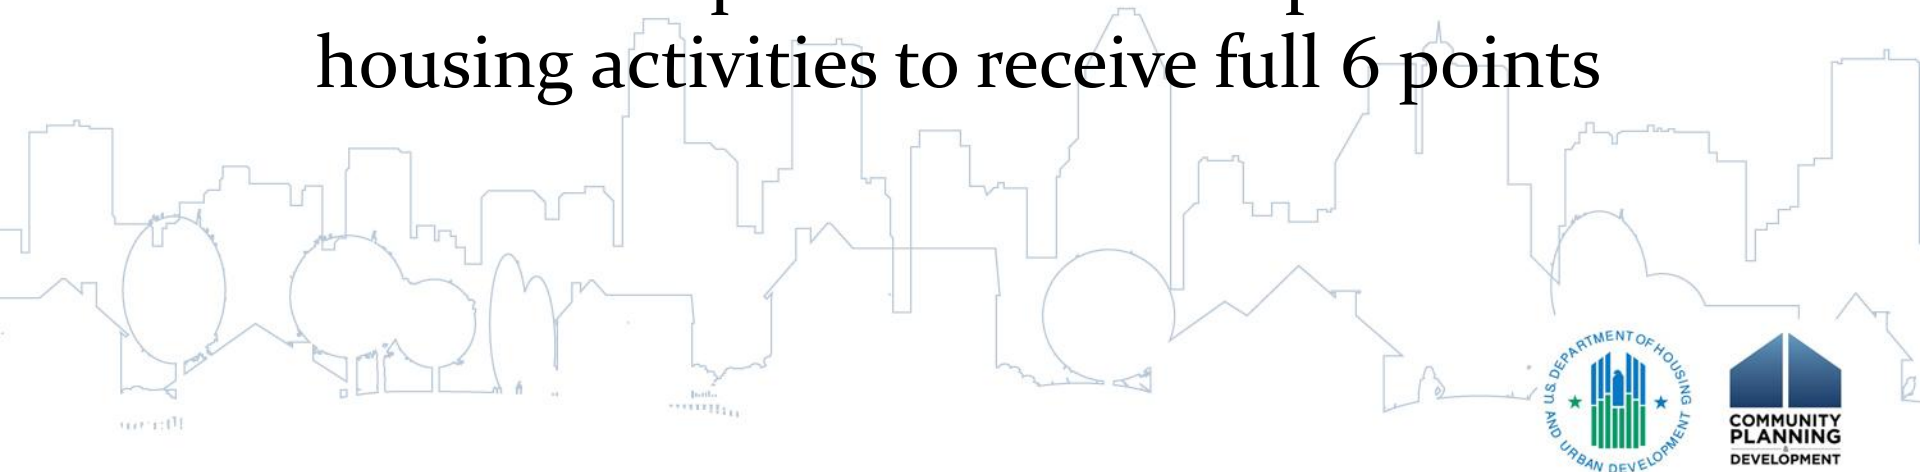 housing activities to receive full 6 points
U.S. DEPARTMENT OF HOUSING
AND URBAN DEVELOPMENT
COMMUNITY
PLANNING
&
DEVELOPMENT